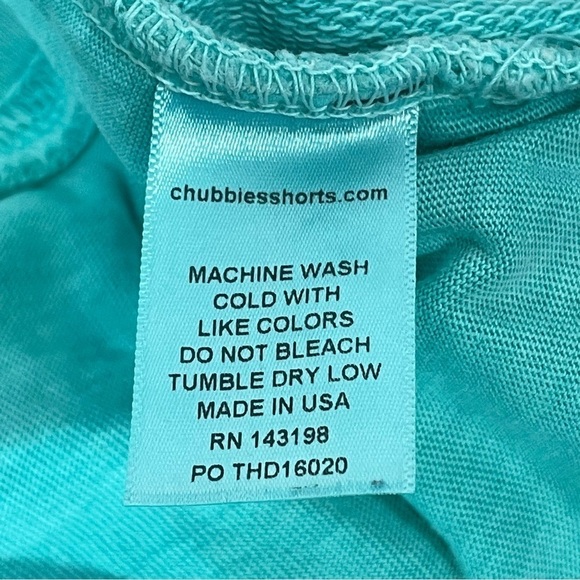 chubbiesshorts.com
MACHINE WASH
COLD WITH
LIKE COLORS
DO NOT BLEACH
TUMBLE DRY LOW
MADE IN USA
RN 143198
PO THD16020